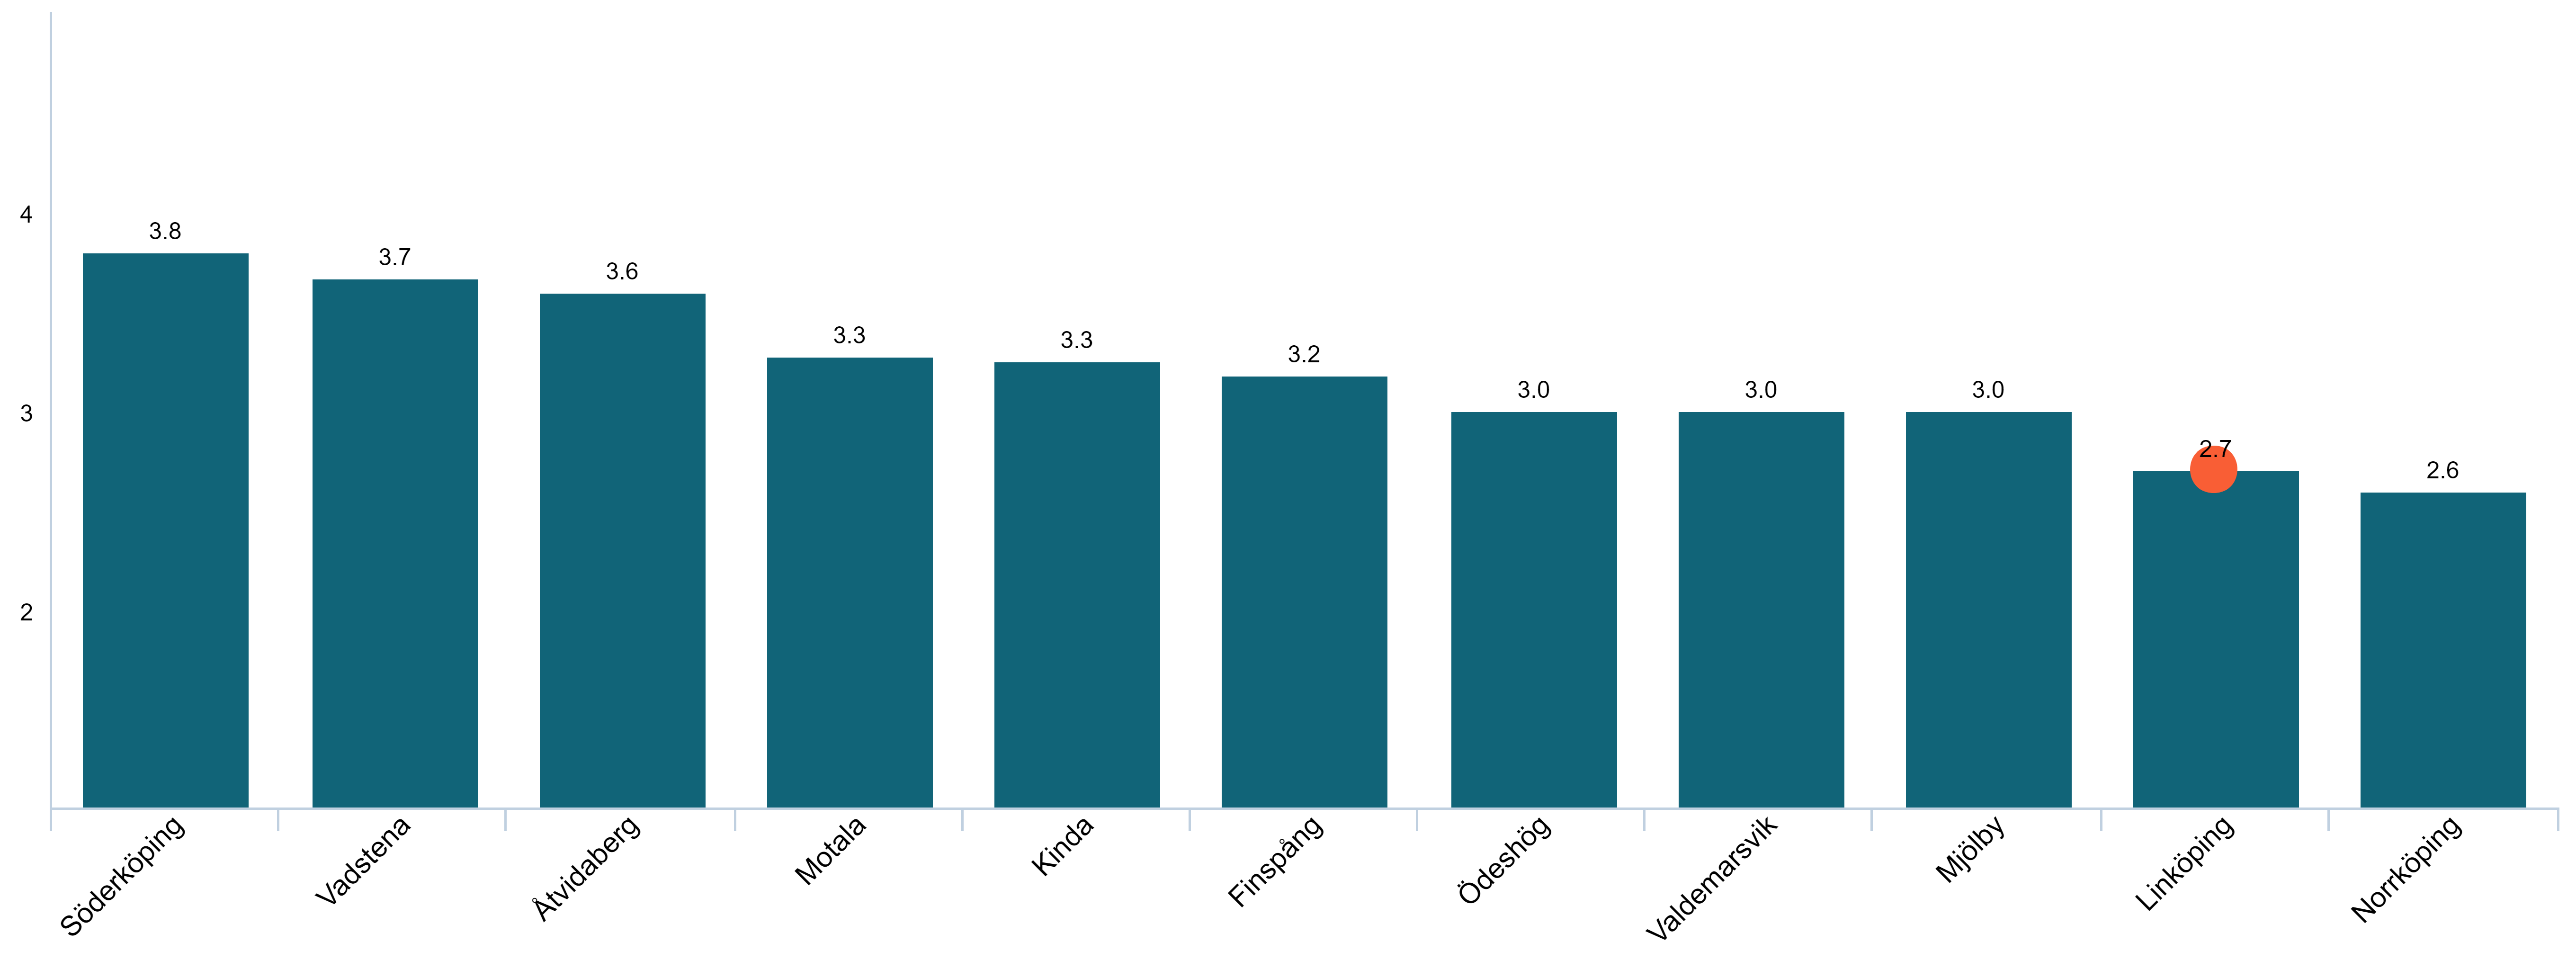 4
3
2
3.8
3.7
3.6
3.3
3.3
3.2
3.0
3.0
3.0
2.7
2.6
Söderköping
Vadstena
Åtvidaberg
Motala
Kinda
Finspång
Ödeshög
Valdemarsvik
Mjölby
Linköping
Norrköping